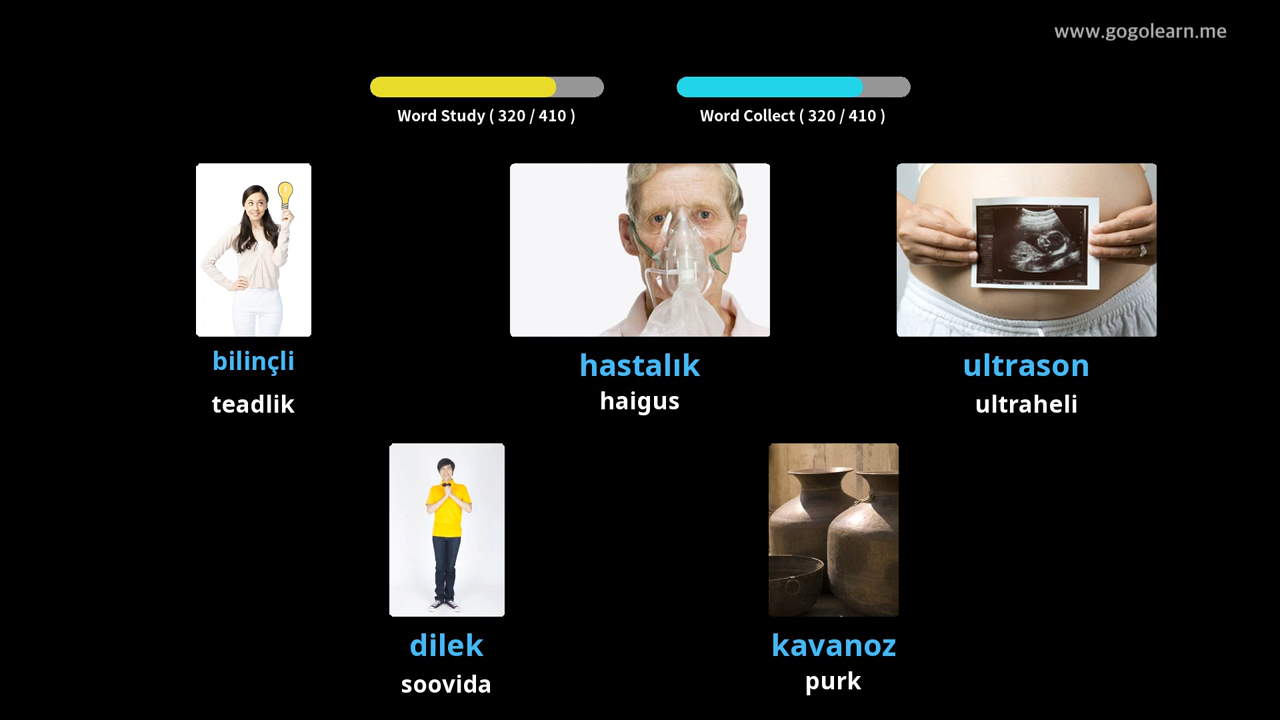 www.gogolearn.me
Word Study ( 320 / 410 )
Word Collect ( 320 / 410 )
bilinçli
teadlik
hastalık
haigus
ultrason
ultraheli
dilek
soovida
kavanoz
purk